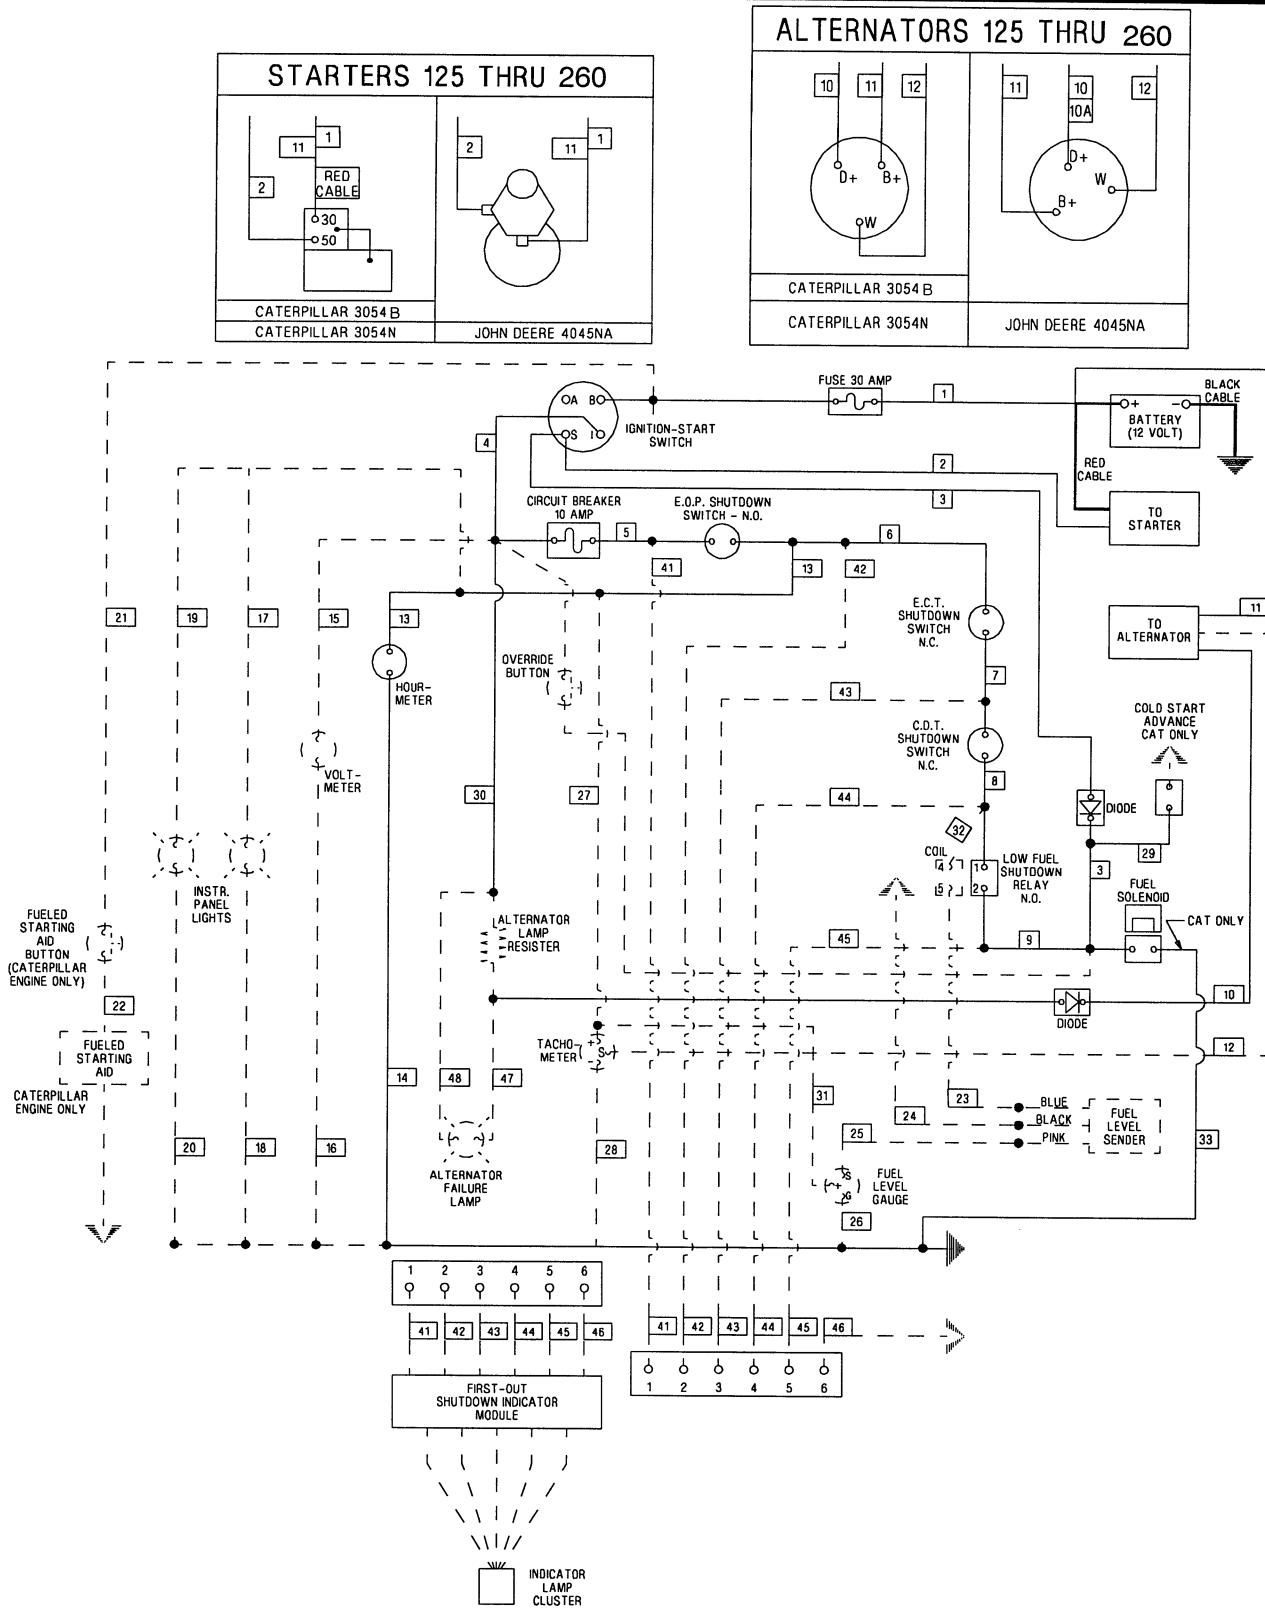 ALTERNATORS 125 THRU 260
10
11
12
D+
B+
W
11
10
10A
12
D+
W
B+
CATERPILLAR 3054B
CATERPILLAR 3054N
JOHN DEERE 4045NA
STARTERS 125 THRU 260
1
11
RED
CABLE
2
30
50
2
1
11
CATERPILLAR 3054B
CATERPILLAR 3054N
JOHN DEERE 4045NA
FUSE 30 AMP
1
BLACK
CABLE
+ -
BATTERY
(12 VOLT)
A B
S I
IGNITION-START
SWITCH
4
2
3
RED
CABLE
TO
STARTER
CIRCUIT BREAKER
10 AMP
5
E.O.P. SHUTDOWN
SWITCH - N.O.
6
41
13
42
21
19
17
15
13
E.C.T.
SHUTDOWN
SWITCH
N.C.
11
TO
ALTERNATOR
OVERRIDE
BUTTON
HOUR-
METER
7
43
COLD START
ADVANCE
CAT ONLY
C.D.T.
SHUTDOWN
SWITCH
N.C.
VOLT-
METER
30
27
44
8
DIODE
32
COIL
4
5
1
2
LOW FUEL
SHUTDOWN
RELAY
N.O.
29
3
FUEL
SOLENOID
CAT ONLY
INSTR.
PANEL
LIGHTS
ALTERNATOR
LAMP
RESISTER
45
9
FUELED
STARTING
AID
BUTTON
(CATERPILLAR
ENGINE ONLY)
22
DIODE
10
FUELED
STARTING
AID
CATERPILLAR
ENGINE ONLY
TACHO-
METER
+
S
-
12
14
48
47
31
24
23
BLUE
BLACK
PINK
FUEL
LEVEL
SENDER
25
33
20
18
16
28
ALTERNATOR
FAILURE
LAMP
S
+
G
FUEL
LEVEL
GAUGE
26
1 2 3 4 5 6
41 42 43 44 45 46
41 42 43 44 45 46
1 2 3 4 5 6
FIRST-OUT
SHUTDOWN INDICATOR
MODULE
INDICATOR
LAMP
CLUSTER